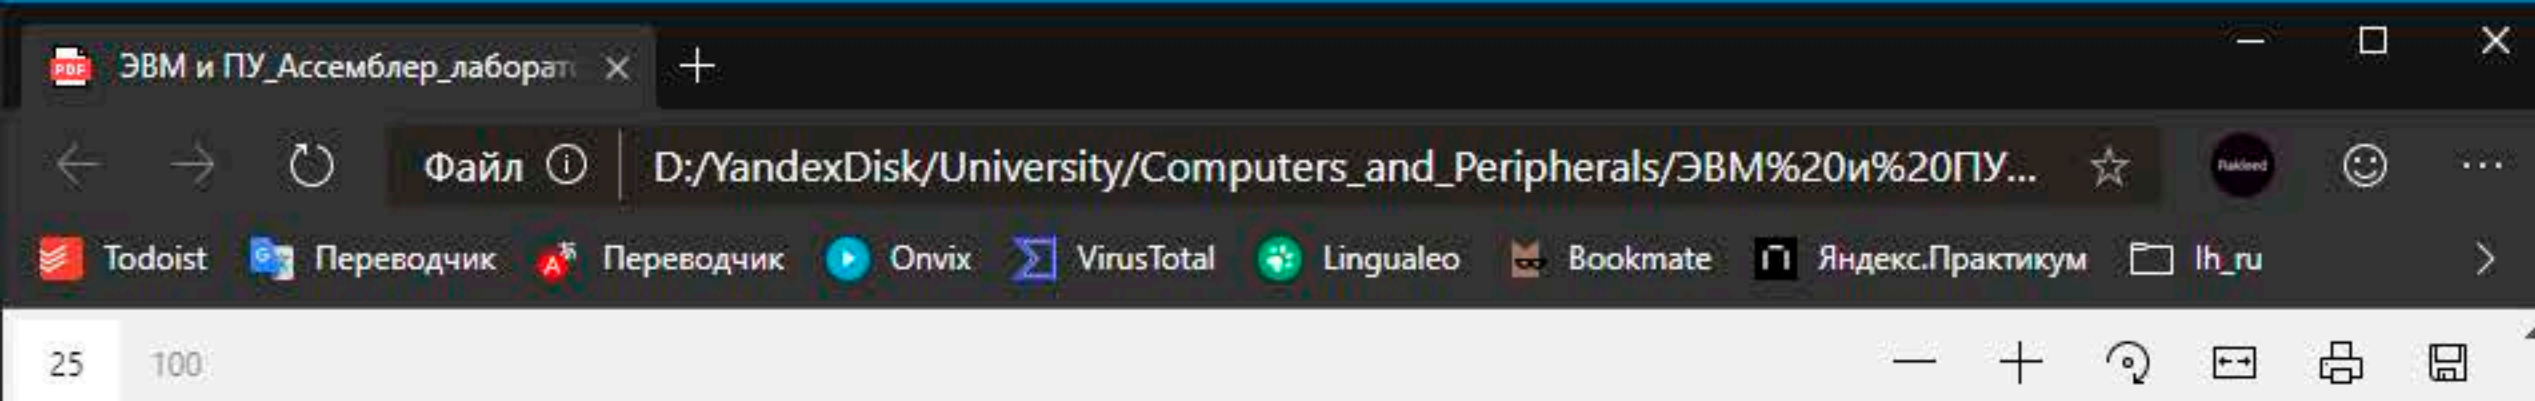 ЭВМ и ПУ_Ассемблер_лаборат
Файл D:/YandexDisk/University/Computers_and_Peripherals/ЭВМ%20и%20ПУ... Rakleed
Todoist Переводчик Переводчик Onvix VirusTotal Lingualeo Bookmate Яндекс.Практикум lh_ru
25 100